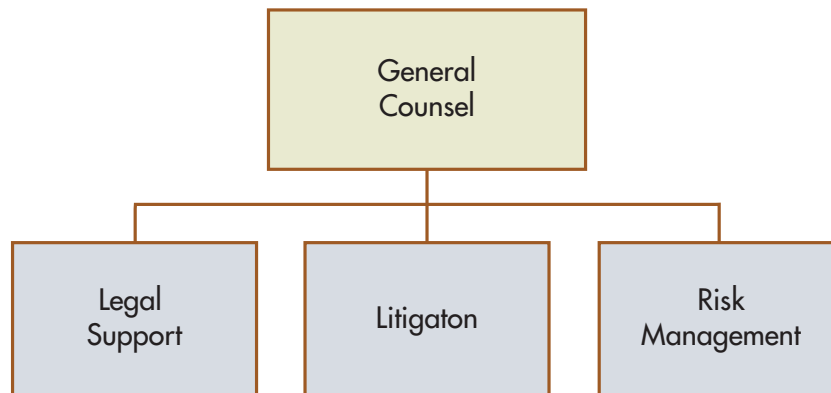 General
Counsel
Legal
Support
Litigaton
Risk
Management